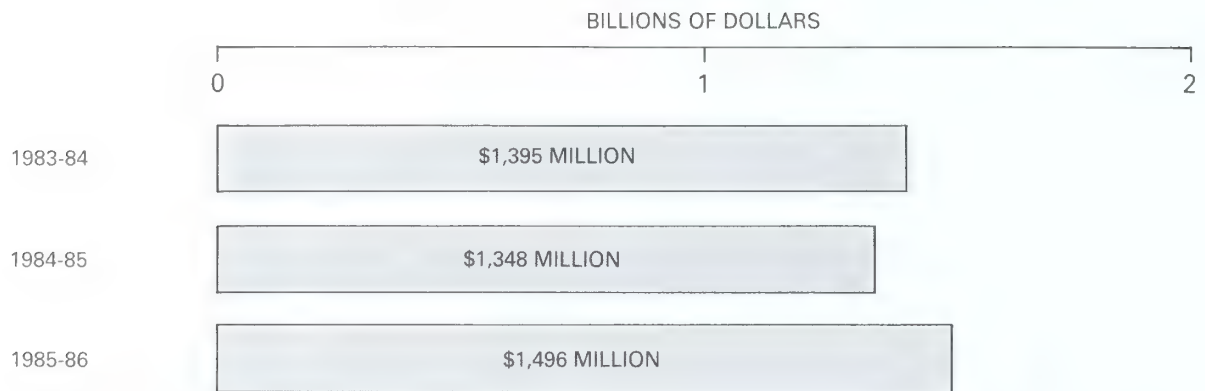 BILLIONS OF DOLLARS
0 1 2
1983-84 $1,395 MILLION
1984-85 $1,348 MILLION
1985-86 $1,496 MILLION